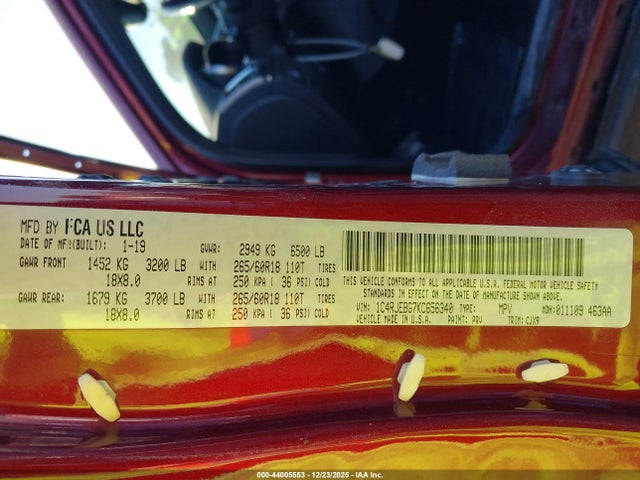 MFD BY FCA US LLC
DATE OF MFR(BUILT): 1-19 GVWR: 2949 KG 6500 LB
GAWR FRONT: 1452 KG 3200 LB WITH 265/60R18 110T TIRES
18X8.0 RIMS AT 250 KPA ( 36 PSI) COLD
GAWR REAR: 1679 KG 3700 LB WITH 265/60R18 110T TIRES
18X8.0 RIMS AT 250 KPA ( 36 PSI) COLD
THIS VEHICLE CONFORMS TO ALL APPLICABLE U.S.A. FEDERAL MOTOR VEHICLE SAFETY
STANDARDS IN EFFECT ON THE DATE OF MANUFACTURE SHOWN ABOVE.
VIN: 1C4RJEBG7KC656340 TYPE: MPV MDH: 011109 463AA
VEHICLE MADE IN U.S.A. PAINT: PRV TRIM: CJX9
000-44005553 - 12/23/2025 - IAA Inc.